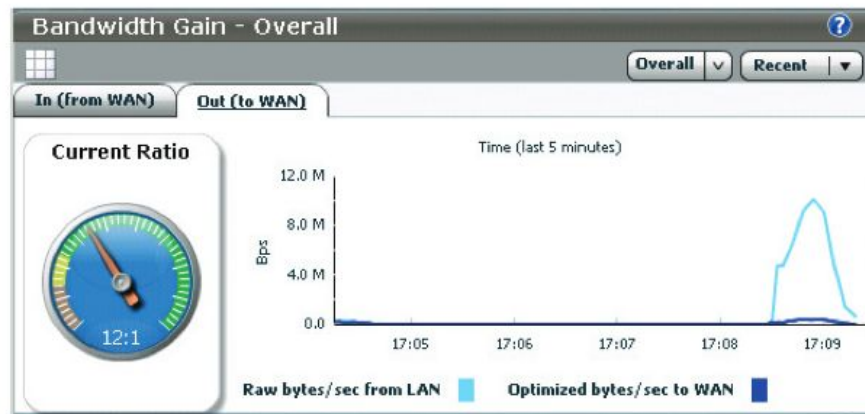 Bandwidth Gain - Overall
?
Overall
Recent
In (from WAN)
Out (to WAN)
Current Ratio
12:1
Time (last 5 minutes)
12.0 M
8.0 M
4.0 M
0.0
Bps
17:05 17:06 17:07 17:08 17:09
Raw bytes/sec from LAN
Optimized bytes/sec to WAN